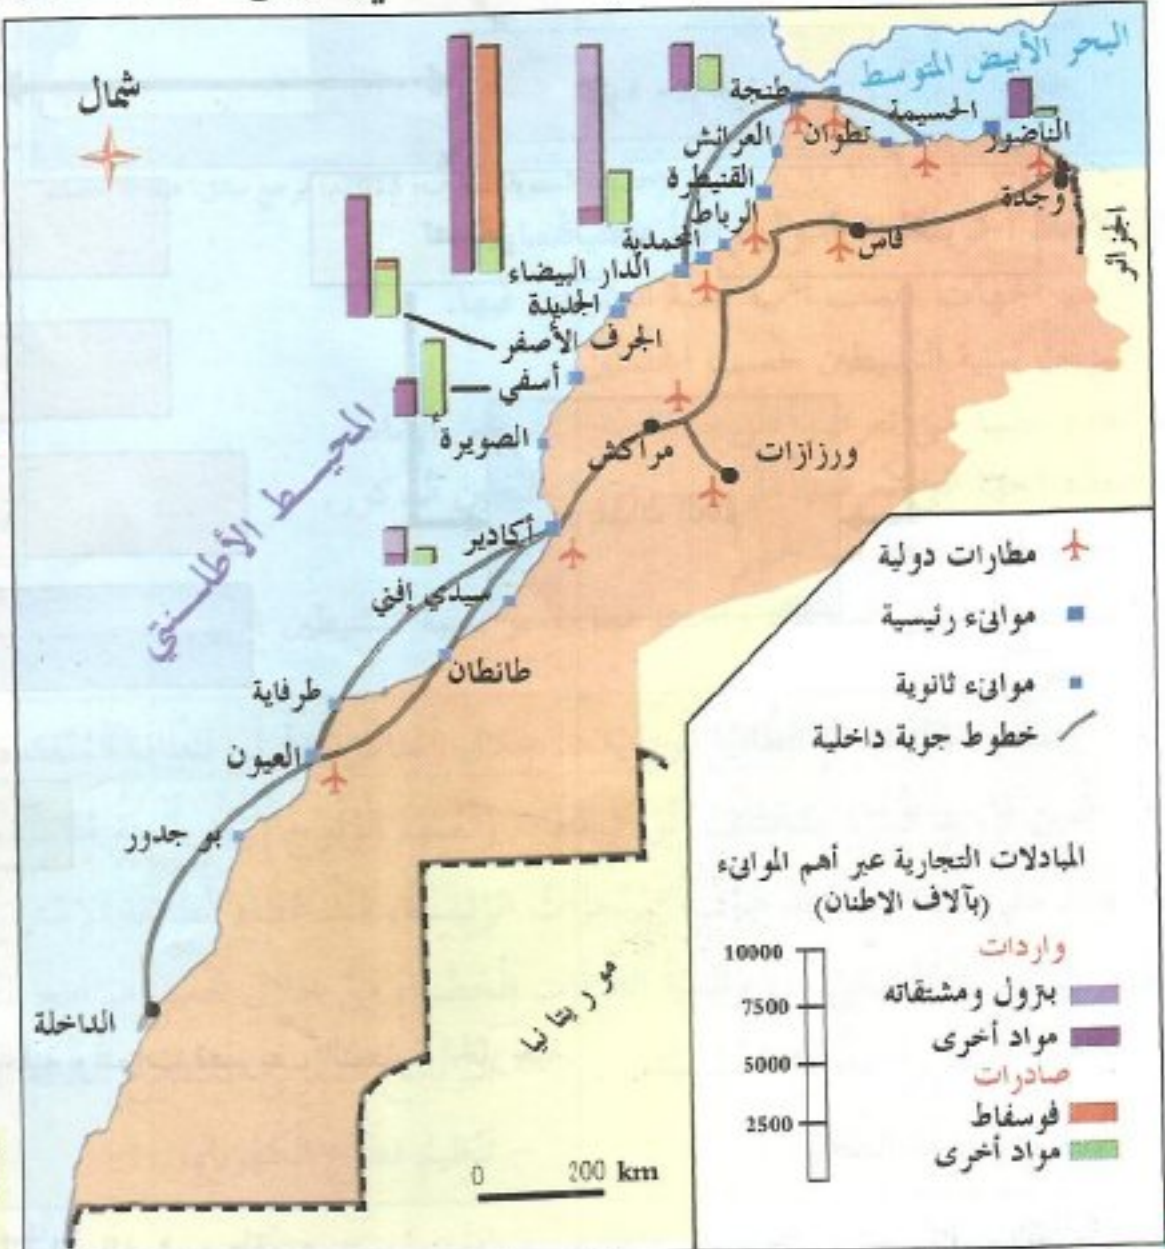 شمال
البحر الأبيض المتوسط
طنجة
الحسيمة
الناضور
تطوان
العرائش
القنيطرة
وجدة
الرباط
فاس
المحمدية
الجزائر
الدار البيضاء
الجديدة
الجرف الأصفر
أسفي
الصويرة
مراكش
ورزازات
المحيط الأطلنتي
أكادير
سيدي إفني
طانطان
طرفاية
العيون
بو جدور
الداخلة
موريتانيا
0 200 km
مطارات دولية
موانىء رئيسية
موانىء ثانوية
خطوط جوية داخلية
المبادلات التجارية عبر أهم الموانىء
(بآلاف الاطنان)
واردات
بترول ومشتقاته
مواد أخرى
صادرات
فوسفاط
مواد أخرى
10000
7500
5000
2500